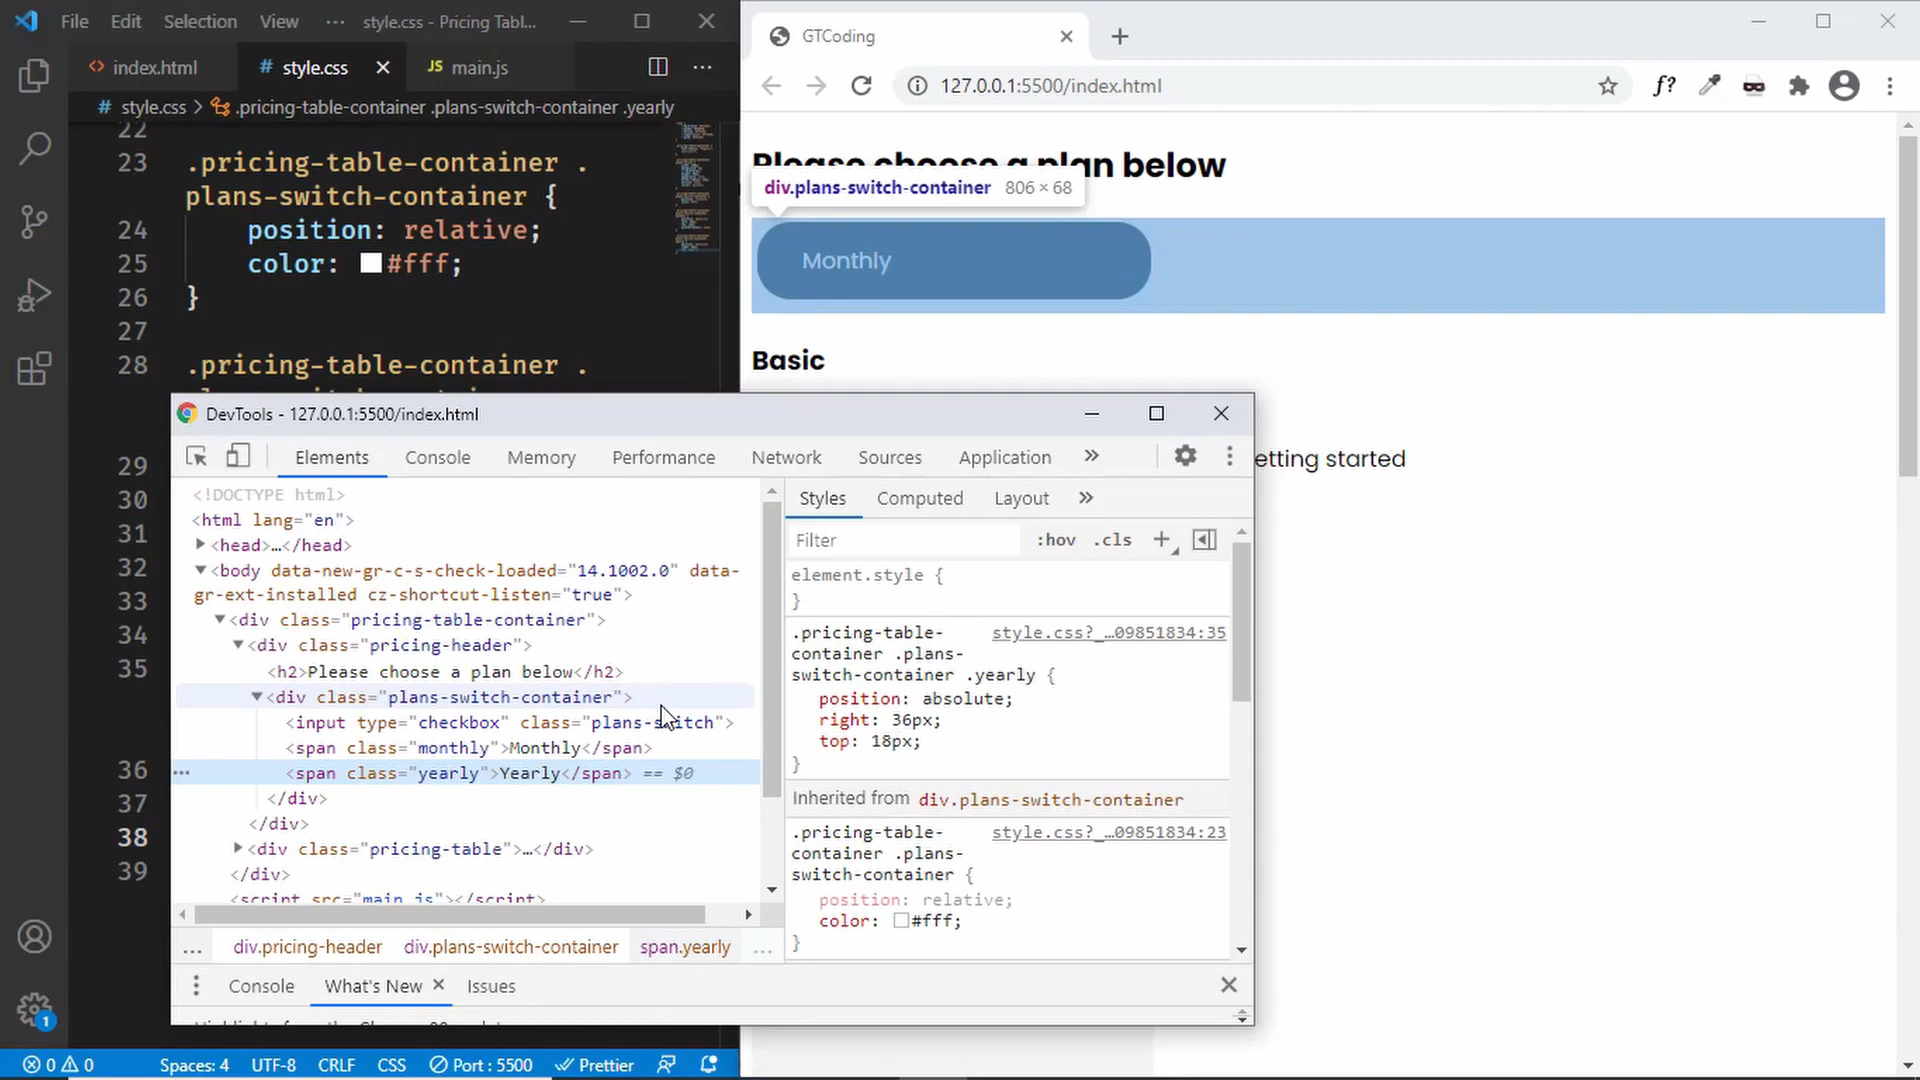 File Edit Selection View ··· style.css - Pricing Tabl...
index.html # style.css JS main.js ···
# style.css > .pricing-table-container .plans-switch-container .yearly
22
23 .pricing-table-container .
plans-switch-container {
24 position: relative;
25 color: #fff;
26 }
27
28 .pricing-table-container .
29
30
31
32
33
34
35
36
37
38
39
GTCoding
127.0.0.1:5500/index.html
f?
Please choose a plan below
div.plans-switch-container 806 × 68
Monthly
Basic
etting started
DevTools - 127.0.0.1:5500/index.html
Elements Console Memory Performance Network Sources Application »
<!DOCTYPE html>
<html lang="en">
<head>…</head>
<body data-new-gr-c-s-check-loaded="14.1002.0" data-
gr-ext-installed cz-shortcut-listen="true">
<div class="pricing-table-container">
<div class="pricing-header">
<h2>Please choose a plan below</h2>
<div class="plans-switch-container">
<input type="checkbox" class="plans-switch">
<span class="monthly">Monthly</span>
<span class="yearly">Yearly</span> == $0
</div>
</div>
<div class="pricing-table">…</div>
</div>
<script src="main.js"></script>
... div.pricing-header div.plans-switch-container span.yearly ...
Styles Computed Layout »
Filter :hov .cls +
element.style {
}
.pricing-table- style.css?_…09851834:35
container .plans-
switch-container .yearly {
position: absolute;
right: 36px;
top: 18px;
}
Inherited from div.plans-switch-container
.pricing-table- style.css?_…09851834:23
container .plans-
switch-container {
position: relative;
color: #fff;
}
Console What's New Issues
1
0 0 Spaces: 4 UTF-8 CRLF CSS Port : 5500 Prettier